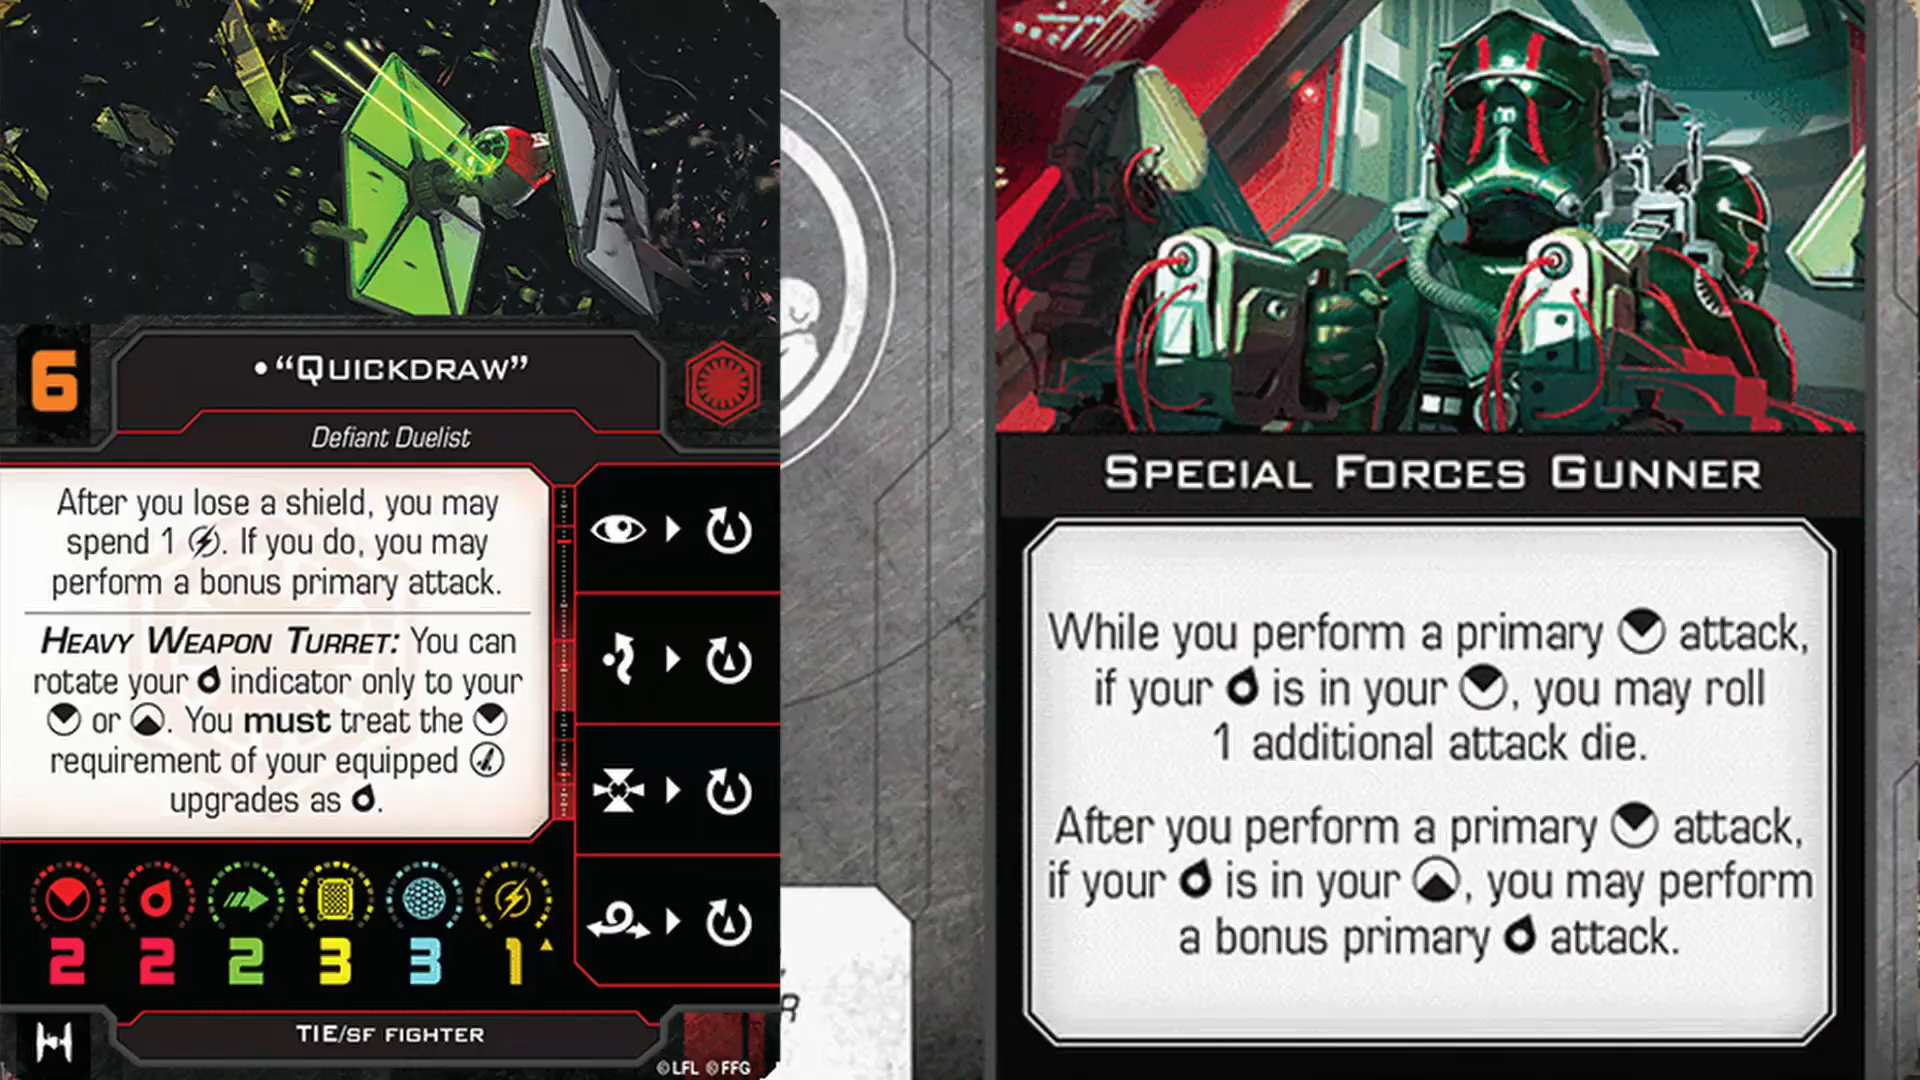 6
• “QUICKDRAW”
Defiant Duelist
After you lose a shield, you may
spend 1 . If you do, you may
perform a bonus primary attack.
HEAVY WEAPON TURRET: You can
rotate your indicator only to your
or . You must treat the
requirement of your equipped
upgrades as .
2 2 2 3 3 1
TIE/SF FIGHTER
©LFL ©FFG
R
SPECIAL FORCES GUNNER
While you perform a primary attack,
if your is in your , you may roll
1 additional attack die.
After you perform a primary attack,
if your is in your , you may perform
a bonus primary attack.